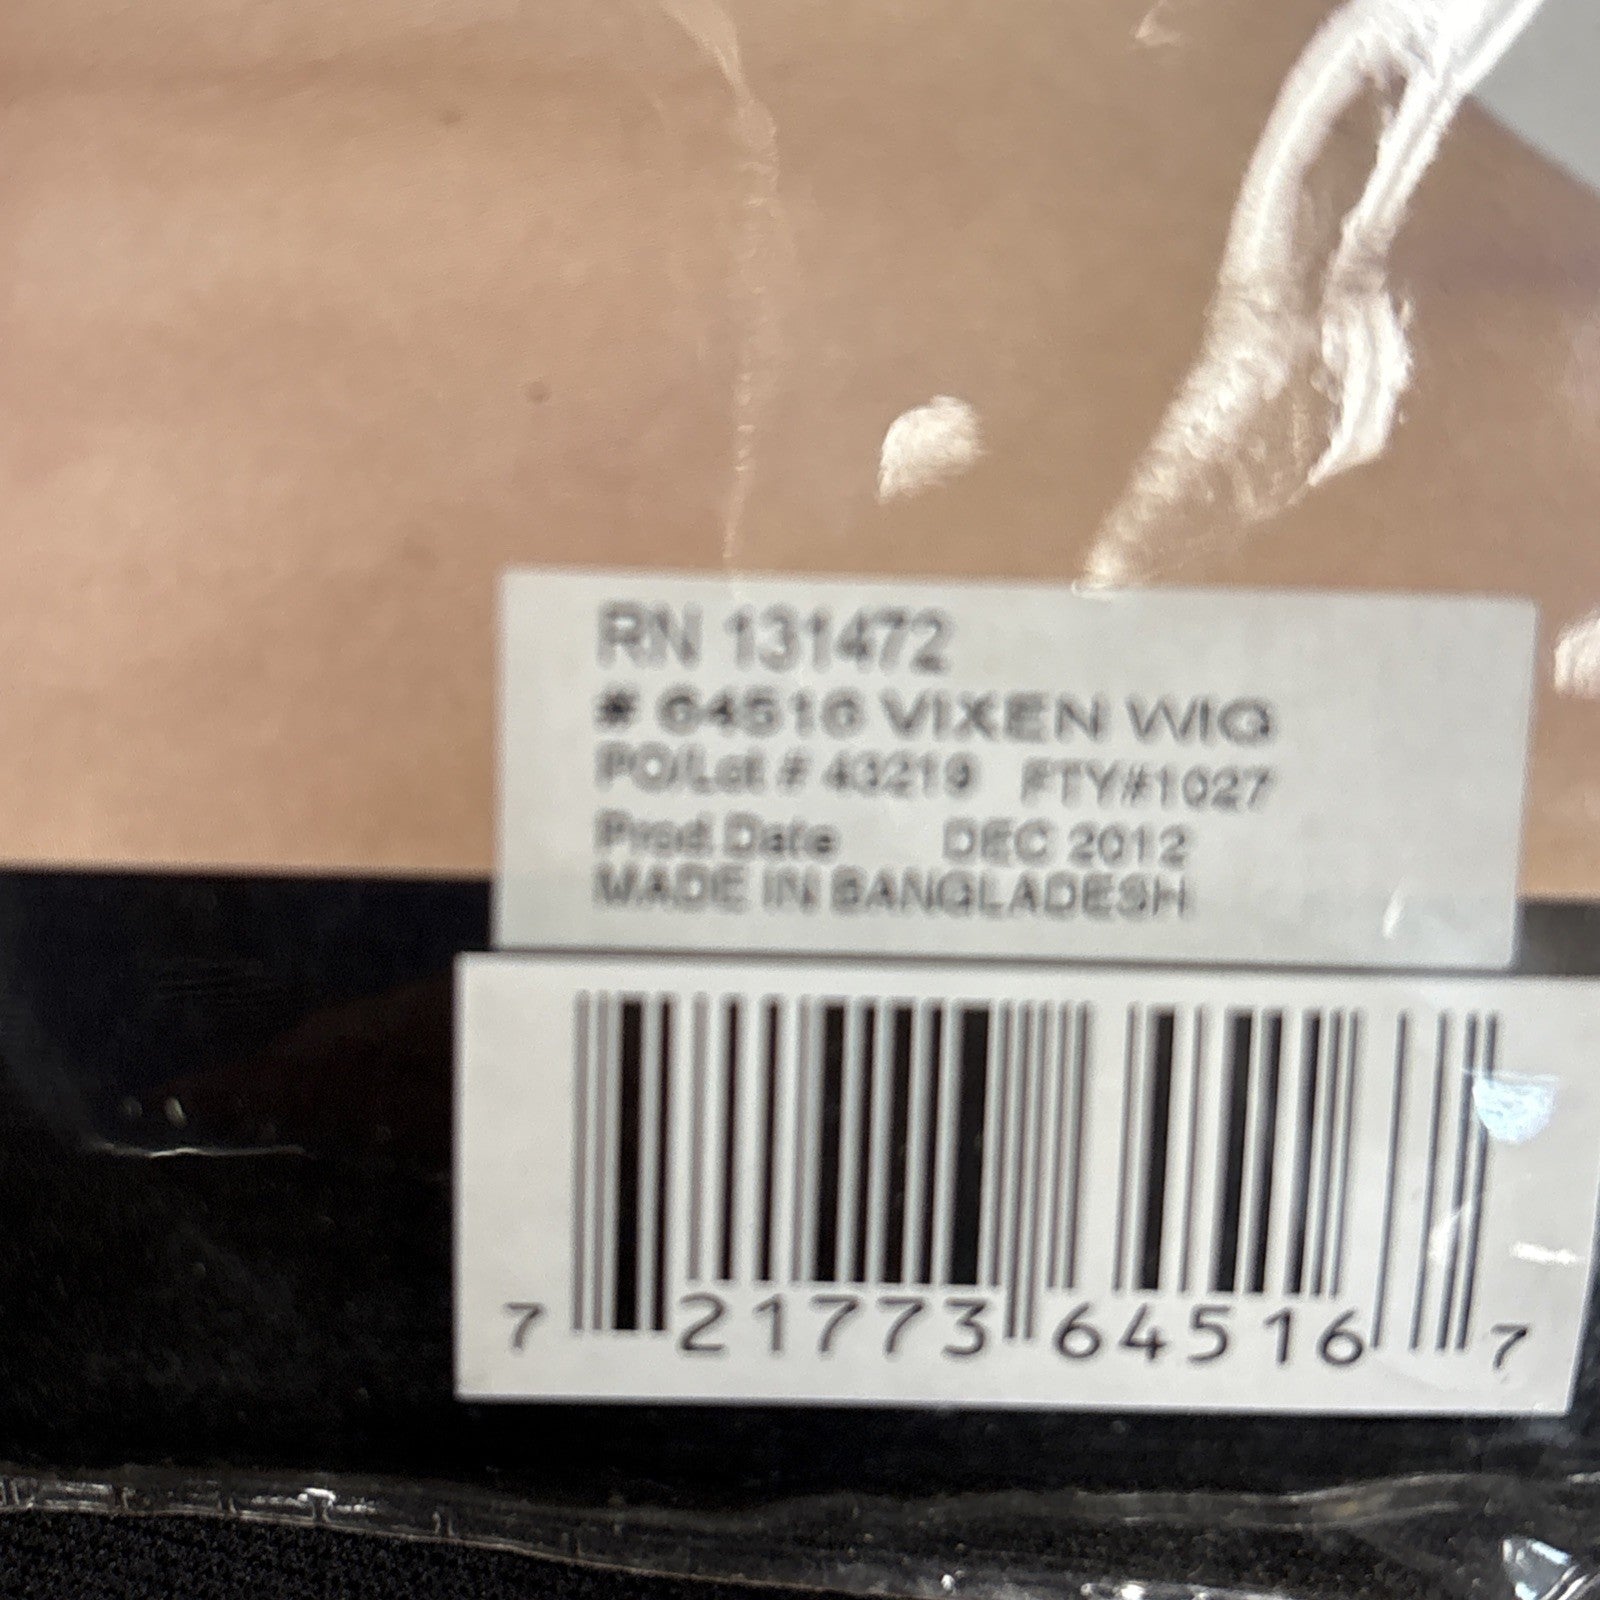 RN 131472
# 64516 VIXEN WIG
PO/Lot # 43219 FTY#1027
Prod.Date DEC 2012
MADE IN BANGLADESH
7 21773 64516 7